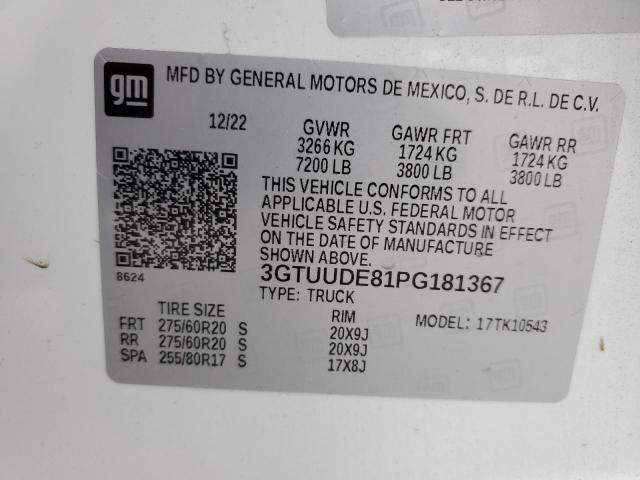 gm
MFD BY GENERAL MOTORS DE MEXICO, S. DE R.L. DE C.V.
12/22 GVWR GAWR FRT GAWR RR
3266 KG 1724 KG 1724 KG
7200 LB 3800 LB 3800 LB
THIS VEHICLE CONFORMS TO ALL
APPLICABLE U.S. FEDERAL MOTOR
VEHICLE SAFETY STANDARDS IN EFFECT
ON THE DATE OF MANUFACTURE
SHOWN ABOVE.
8624
3GTUUDE81PG181367
TYPE: TRUCK
TIRE SIZE RIM MODEL: 17TK10543
FRT 275/60R20 S 20X9J
RR 275/60R20 S 20X9J
SPA 255/80R17 S 17X8J